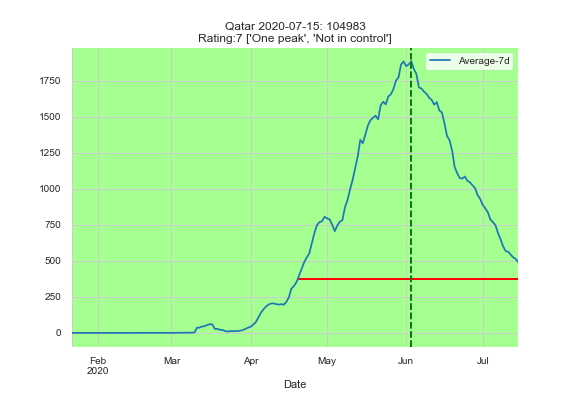 Qatar 2020-07-15: 104983
Rating:7 ['One peak', 'Not in control']
Average-7d
1750
1500
1250
1000
750
500
250
0
Feb
2020
Mar
Apr
May
Jun
Jul
Date